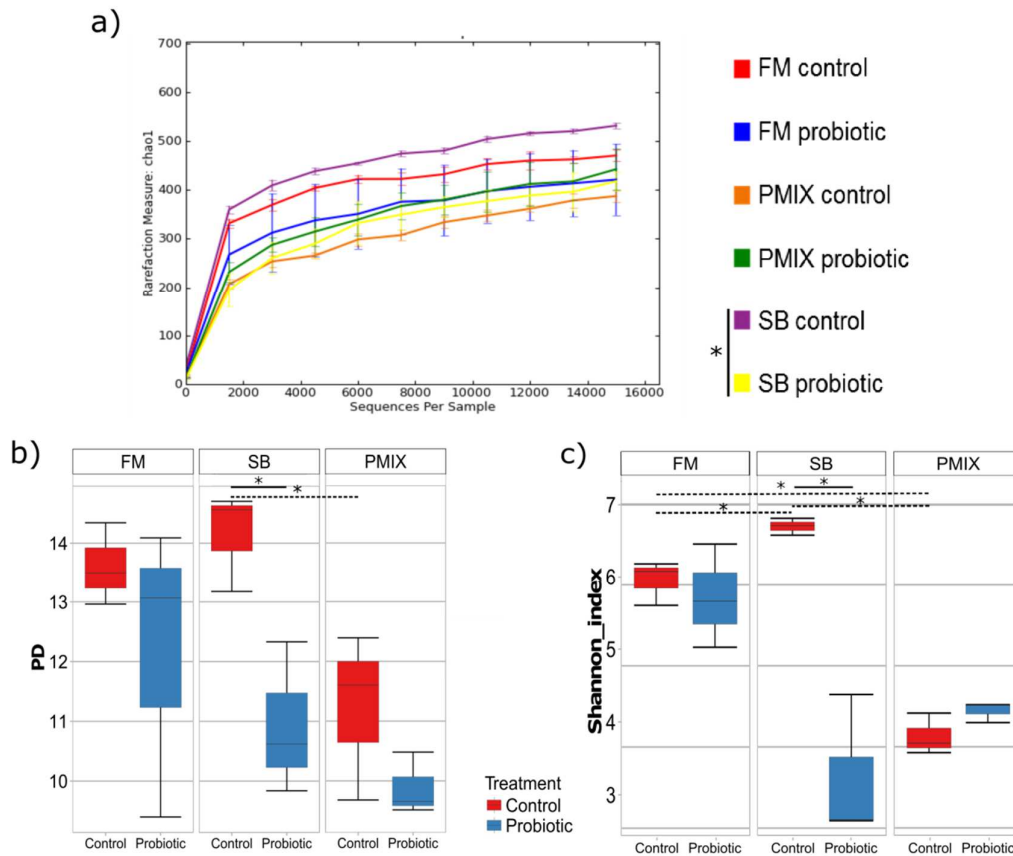 a)
700
600
500
400
300
200
100
0
Rarefaction Measure: chao1
0 2000 4000 6000 8000 10000 12000 14000 16000
Sequences Per Sample
FM control
FM probiotic
PMIX control
PMIX probiotic
SB control
*
SB probiotic
b)
FM SB PMIX
*
*
14
13
12
11
10
PD
Control Probiotic Control Probiotic Control Probiotic
Treatment
Control
Probiotic
c)
FM SB PMIX
* *
* *
7
6
5
4
3
Shannon_index
Control Probiotic Control Probiotic Control Probiotic